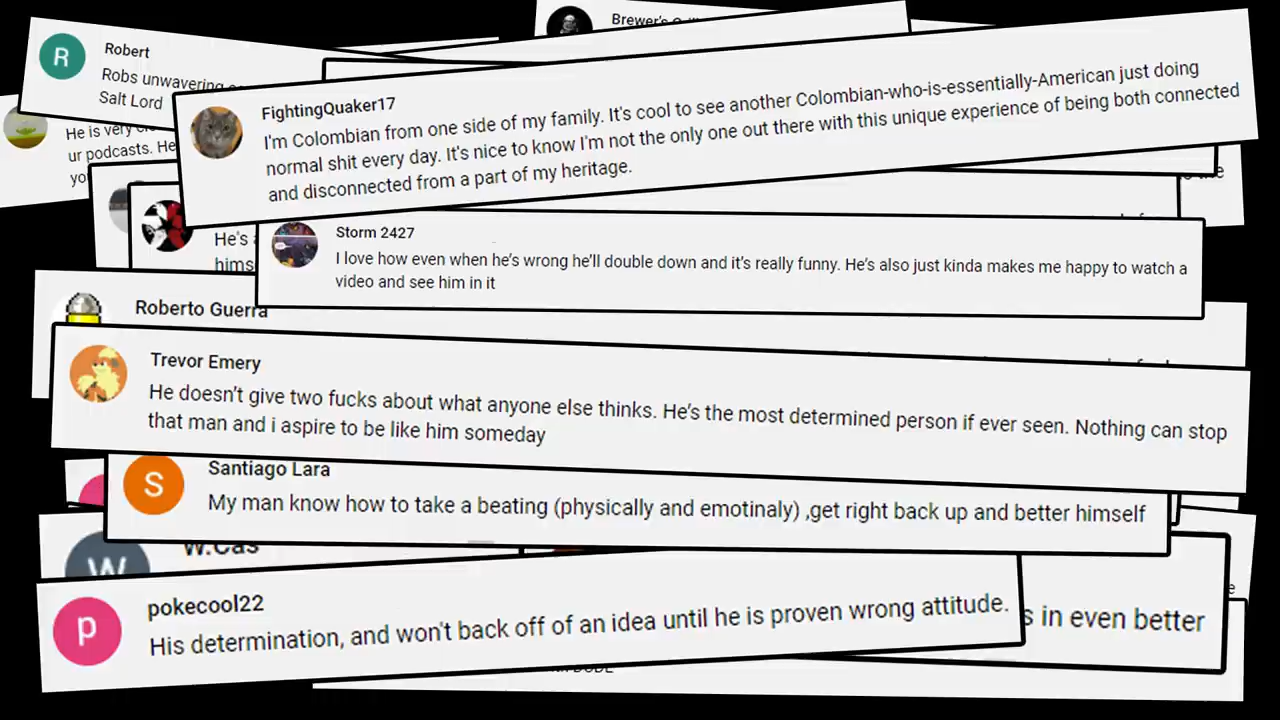 Brewer's
Robert
Robs unwavering
Salt Lord
FightingQuaker17
I'm Colombian from one side of my family. It's cool to see another Colombian-who-is-essentially-American just doing
normal shit every day. It's nice to know I'm not the only one out there with this unique experience of being both connected
and disconnected from a part of my heritage.
He is very
ur podcasts. He
He's
hims
Storm 2427
I love how even when he's wrong he'll double down and it's really funny. He's also just kinda makes me happy to watch a
video and see him in it
Roberto Guerra
Trevor Emery
He doesn't give two fucks about what anyone else thinks. He's the most determined person if ever seen. Nothing can stop
that man and i aspire to be like him someday
Santiago Lara
My man know how to take a beating (physically and emotinaly) ,get right back up and better himself
W.Cas
W
S
R
p
pokecool22
His determination, and won't back off of an idea until he is proven wrong attitude.
s in even better